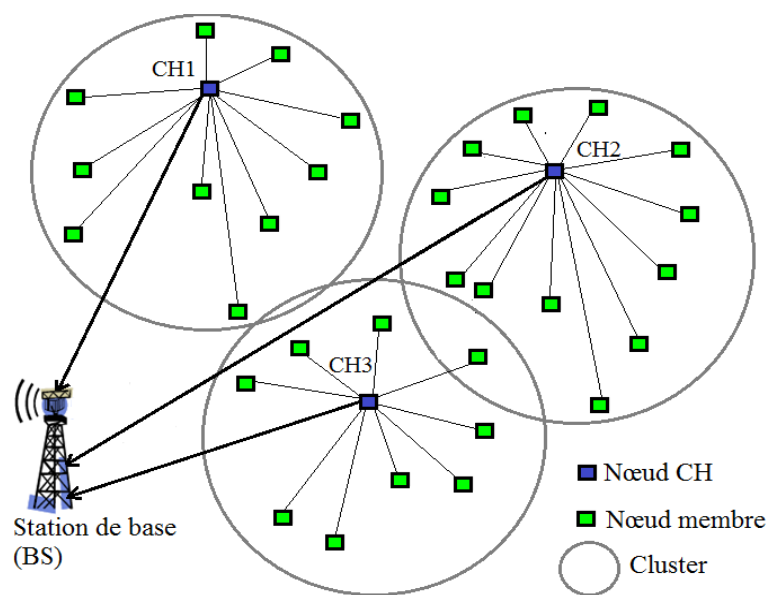 CH1
CH2
CH3
Nœud CH
Nœud membre
Cluster
Station de base
(BS)